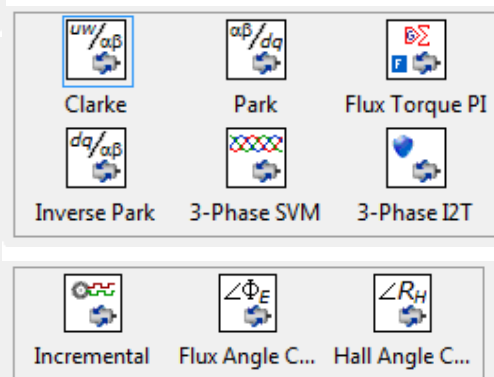 uw/αβ αβ/dq
Clarke Park Flux Torque PI
dq/αβ
Inverse Park 3-Phase SVM 3-Phase I2T
∠ΦE ∠RH
Incremental Flux Angle C... Hall Angle C...